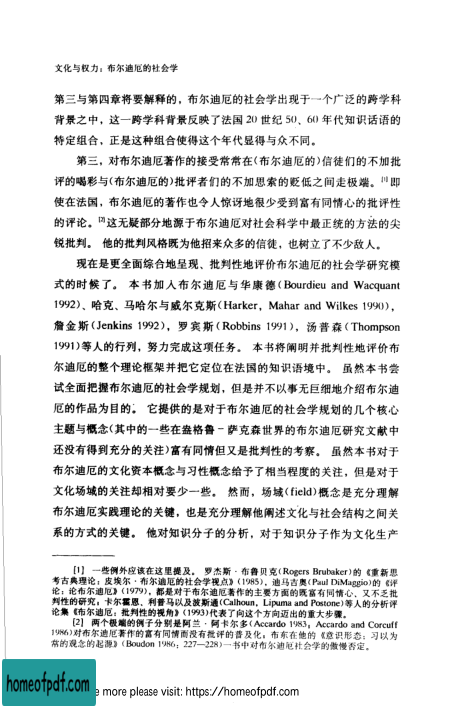 文化与权力：布尔迪厄的社会学
第三与第四章将要解释的，布尔迪厄的社会学出现于一个广泛的跨学科
背景之中，这一跨学科背景反映了法国 20 世纪 50、60 年代知识话语的
特定组合，正是这种组合使得这个年代显得与众不同。
第三，对布尔迪厄著作的接受常常在(布尔迪厄的)信徒们的不加批
评的喝彩与(布尔迪厄的)批评者们的不加思索的贬低之间走极端。[1]即
使在法国，布尔迪厄的著作也令人惊讶地很少受到富有同情心的批评性
的评论。[2]这无疑部分地源于布尔迪厄对社会科学中最正统的方法的尖
锐批判。 他的批判风格既为他招来众多的信徒，也树立了不少敌人。
现在是更全面综合地呈现、批判性地评价布尔迪厄的社会学研究模
式的时候了。 本书加入布尔迪厄与华康德(Bourdieu and Wacquant
1992)、哈克、马哈尔与威尔克斯(Harker，Mahar and Wilkes 1990)，
詹金斯(Jenkins 1992)，罗宾斯(Robbins 1991)，汤普森(Thompson
1991)等人的行列，努力完成这项任务。 本书将阐明并批判性地评价布
尔迪厄的整个理论框架并把它定位在法国的知识语境中。 虽然本书尝
试全面把握布尔迪厄的社会学规划，但是并不以事无巨细地介绍布尔迪
厄的作品为目的。 它提供的是对于布尔迪厄的社会学规划的几个核心
主题与概念(其中的一些在盎格鲁－萨克森世界的布尔迪厄研究文献中
还没有得到充分的关注)富有同情但又是批判性的考察。 虽然本书对于
布尔迪厄的文化资本概念与习性概念给予了相当程度的关注，但是对于
文化场域的关注却相对要少一些。 然而，场域(field)概念是充分理解
布尔迪厄实践理论的关键，也是充分理解他阐述文化与社会结构之间关
系的方式的关键。 他对知识分子的分析，对于知识分子作为文化生产
[1] 一些例外应该在这里提及。 罗杰斯·布鲁贝克(Rogers Brubaker)的《重新思
考古典理论：皮埃尔·布迪厄的社会学视点》(1985)，迪马吉奥(Paul DiMaggio)的《评
论：论布尔迪厄》(1979)，都是对于布尔迪厄著作的主要方面的既富有同情心、又不乏批
判性的研究；卡尔霍恩、利普马以及波斯通(Calhoun，Lipuma and Postone)等人的分析评
论集《布尔迪厄：批判性的视角》(1993)代表了向这个方向迈出的重大步骤。
[2] 两个极端的例子分别是阿兰·阿卡尔多(Accardo 1983；Accardo and Corcuff
1986)对布尔迪厄著作的富有同情而没有批评的普及化；布东在他的《意识形态：习以为
常的观念的起源》(Boudon 1986：227—228)一书中对布尔迪厄社会学的傲慢否定。
homeofpdf.com
e more please visit: https://homeofpdf.com